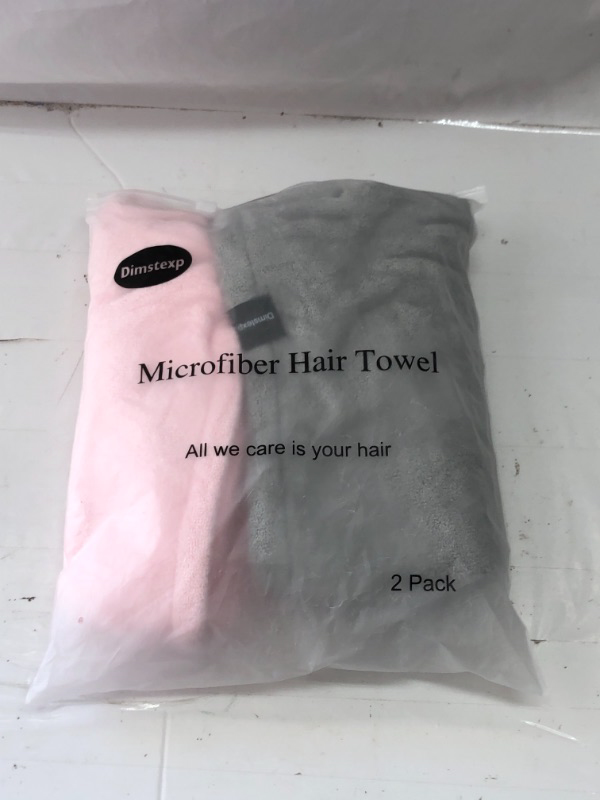 Dimstexp
Dimstexp
Microfiber Hair Towel
All we care is your hair
2 Pack